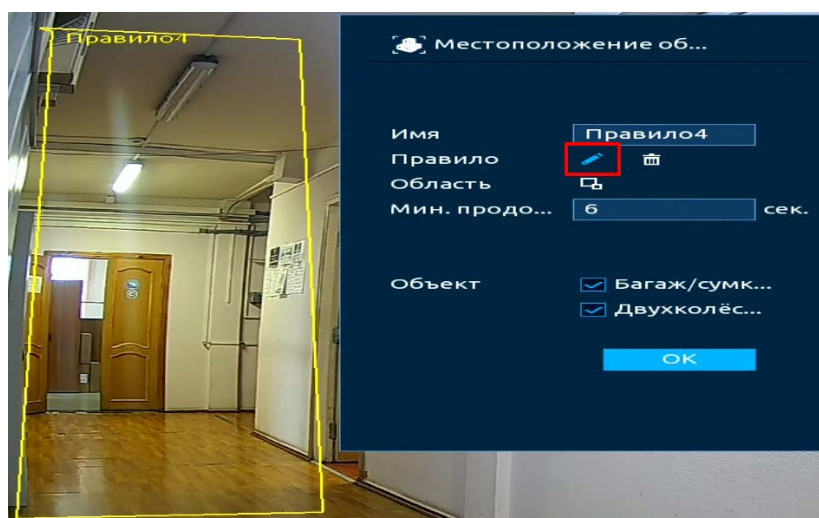 Правило4
Местоположение об...
Имя
Правило4
Правило
Область
Мин. продо...
6
сек.
Объект
Багаж/сумк...
Двухколёс...
OK